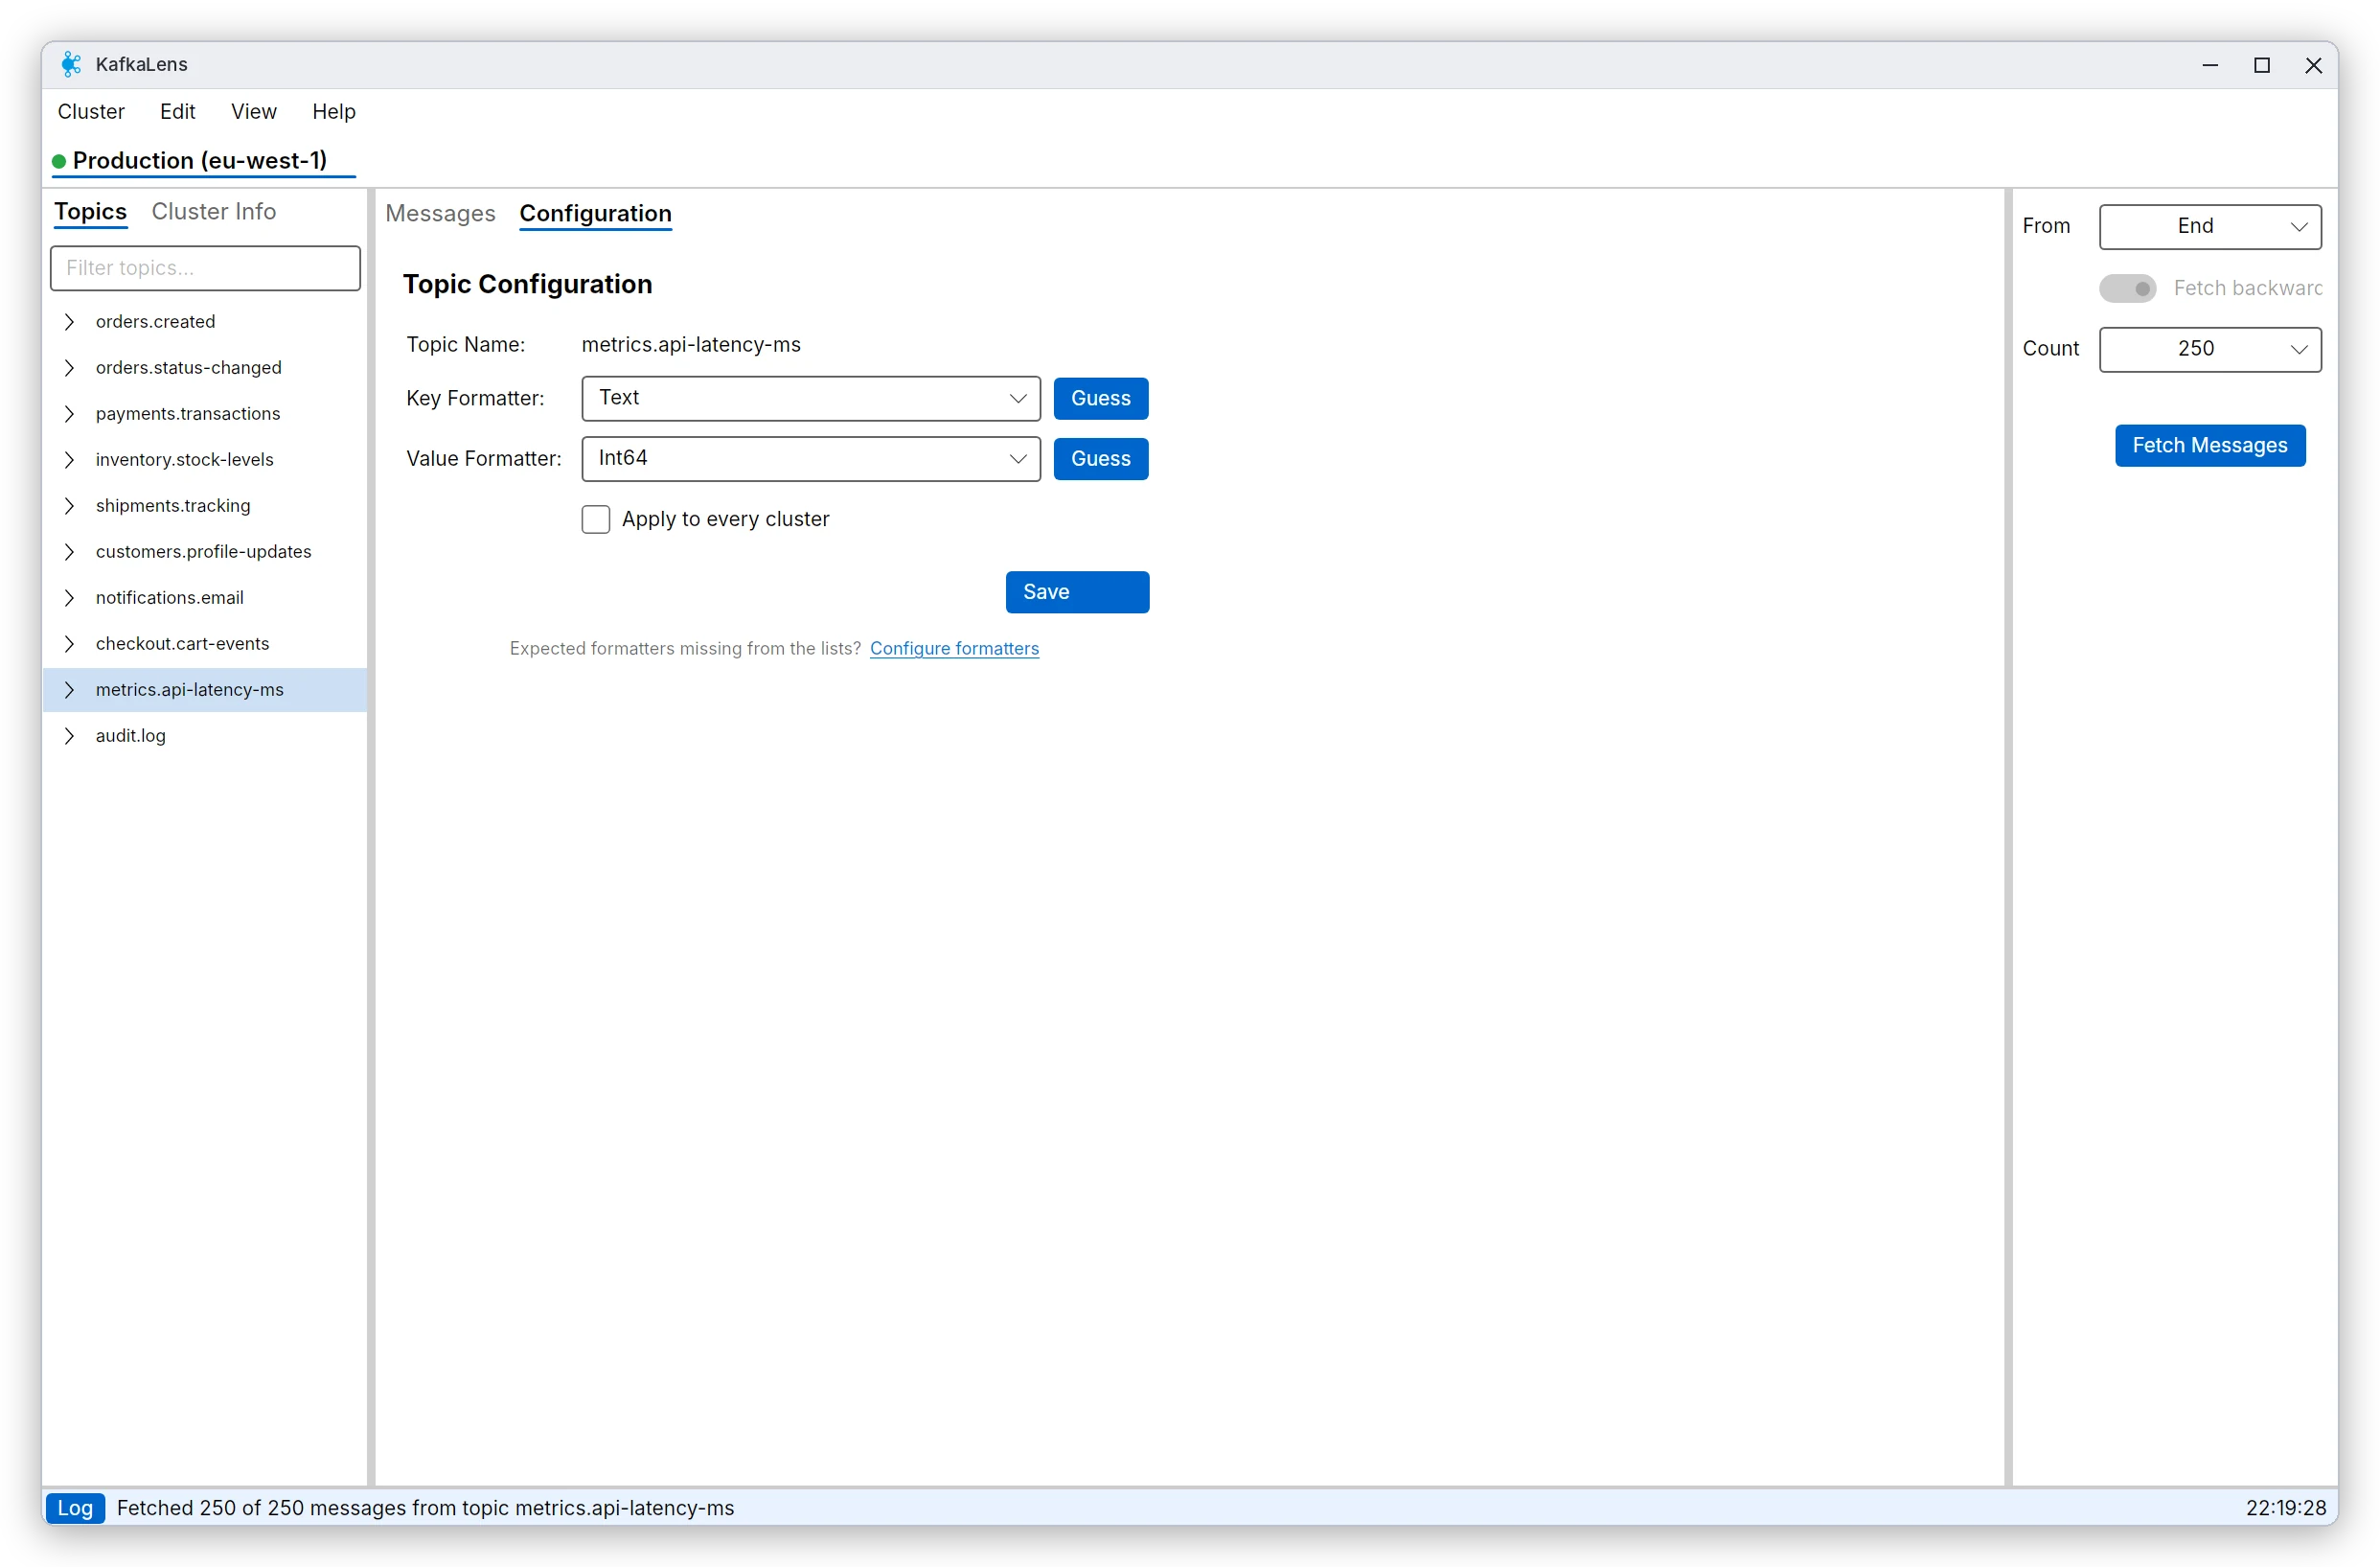 KafkaLens
Cluster Edit View Help
Production (eu-west-1)
Topics Cluster Info
Filter topics...
orders.created
orders.status-changed
payments.transactions
inventory.stock-levels
shipments.tracking
customers.profile-updates
notifications.email
checkout.cart-events
metrics.api-latency-ms
audit.log
Messages Configuration
Topic Configuration
Topic Name: metrics.api-latency-ms
Key Formatter: Text Guess
Value Formatter: Int64 Guess
Apply to every cluster
Save
Expected formatters missing from the lists? Configure formatters
From End
Fetch backward
Count 250
Fetch Messages
Log Fetched 250 of 250 messages from topic metrics.api-latency-ms 22:19:28